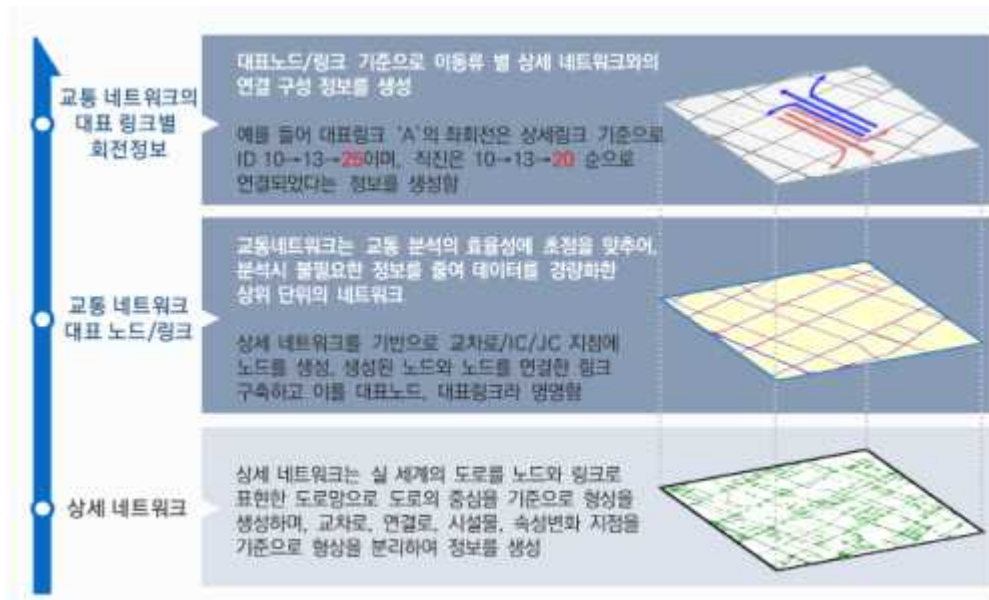 교통 네트워크의
대표 링크별
회전정보
대표노드/링크 기준으로 이동류 별 상세 네트워크와의
연결 구성 정보를 생성
예를 들어 대표링크 'A'의 좌회전은 상세링크 기준으로
ID 10→13→25이며, 직진은 10→13→20 순으로
연결되었다는 정보를 생성함
교통 네트워크
대표 노드/링크
교통네트워크는 교통 분석의 효율성에 초점을 맞추어,
분석시 불필요한 정보를 줄여 데이터를 경량화한
상위 단위의 네트워크
상세 네트워크를 기반으로 교차로/IC/JC 지점에
노드를 생성, 생성된 노드와 노드를 연결한 링크
구축하고 이를 대표노드, 대표링크라 명명함
상세 네트워크
상세 네트워크는 실 세계의 도로를 노드와 링크로
표현한 도로망으로 도로의 중심을 기준으로 형상을
생성하며, 교차로, 연결로, 시설물, 속성변화 지점을
기준으로 형상을 분리하여 정보를 생성